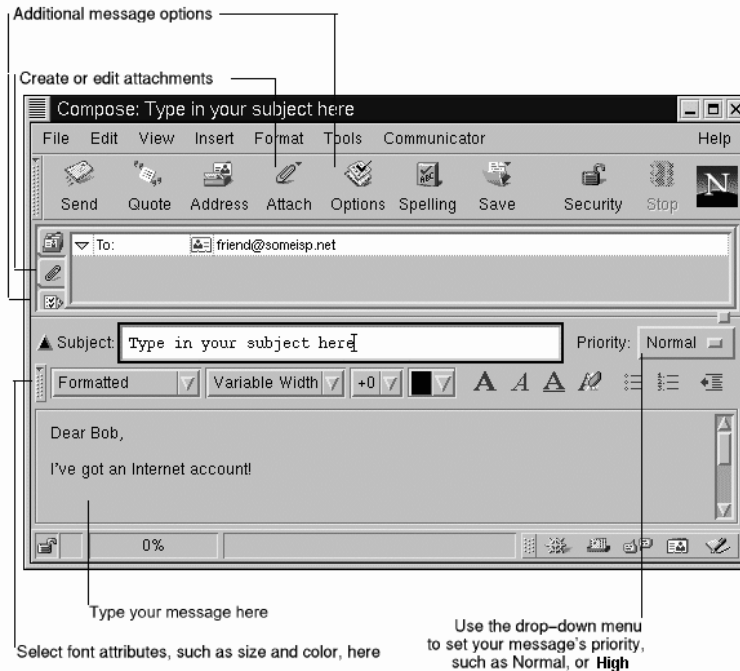 Additional message options
Create or edit attachments
Compose: Type in your subject here
File Edit View Insert Format Tools Communicator Help
Send Quote Address Attach Options Spelling Save Security Stop
N
To: friend@someisp.net
Subject: Type in your subject here Priority: Normal
Formatted Variable Width +0 A A A
Dear Bob,
I've got an Internet account!
0%
Type your message here
Select font attributes, such as size and color, here
Use the drop-down menu
to set your message's priority,
such as Normal, or High